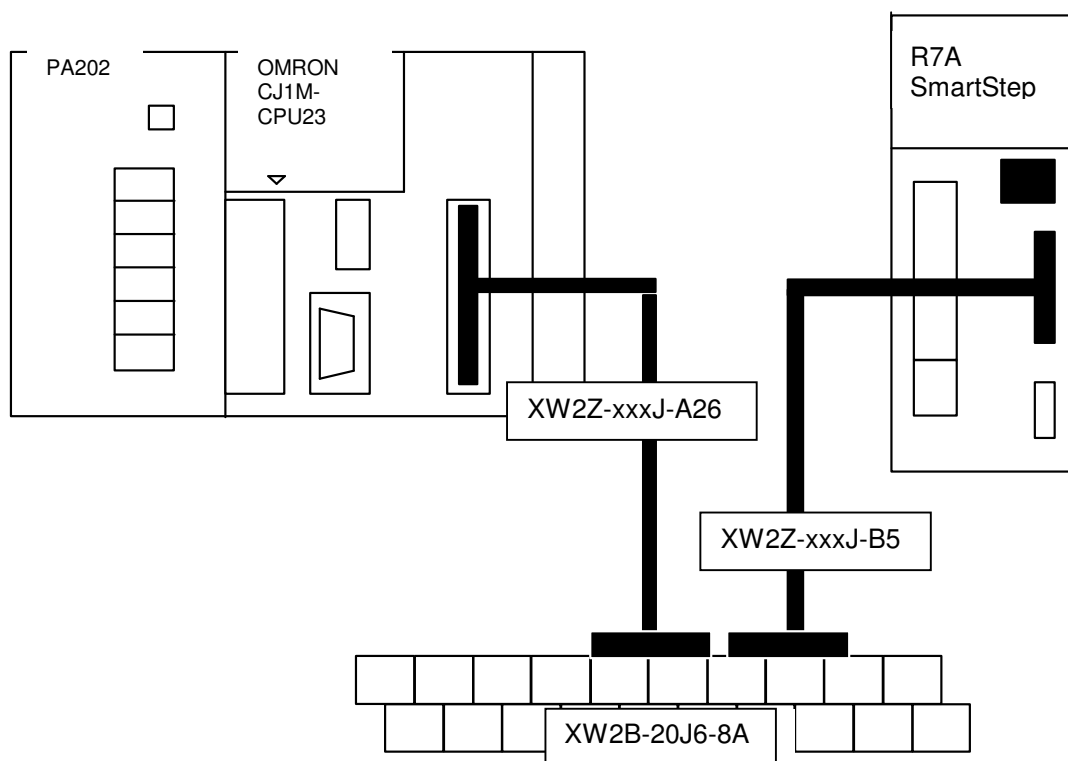 PA202
OMRON
CJ1M-
CPU23
R7A
SmartStep
XW2Z-xxxJ-A26
XW2Z-xxxJ-B5
XW2B-20J6-8A